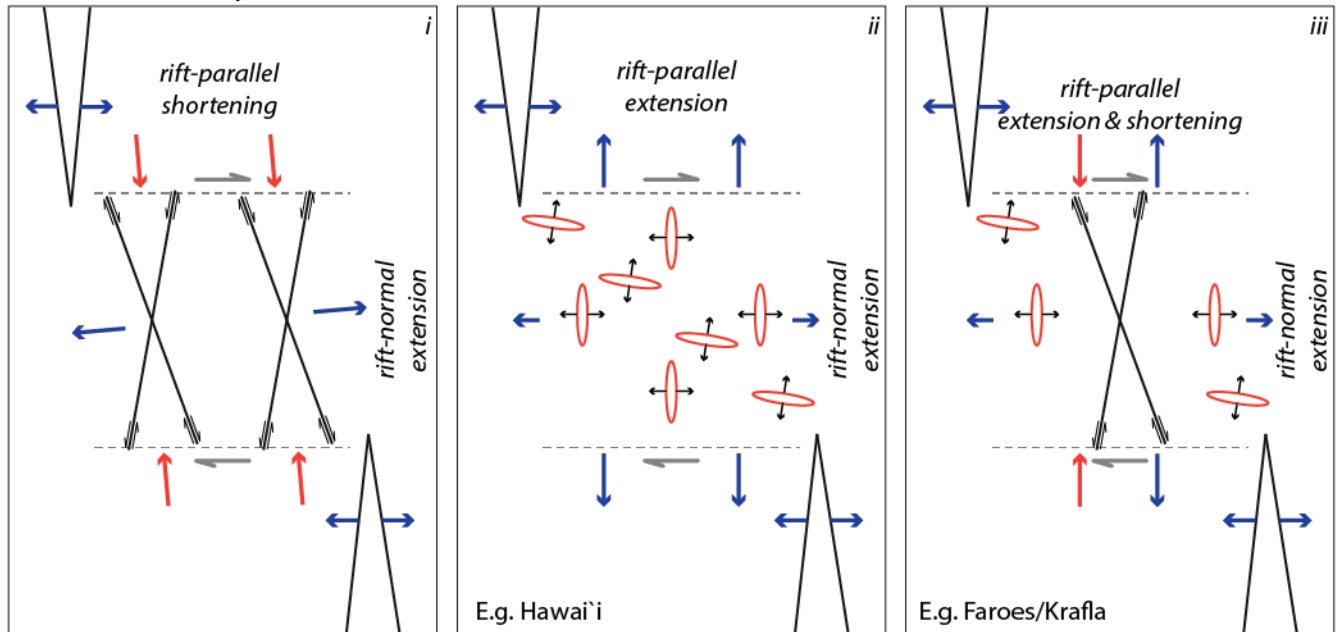 i
rift-parallel
shortening
rift-normal
extension
ii
rift-parallel
extension
rift-normal
extension
E.g. Hawai`i
iii
rift-parallel
extension & shortening
rift-normal
extension
E.g. Faroes/Krafla